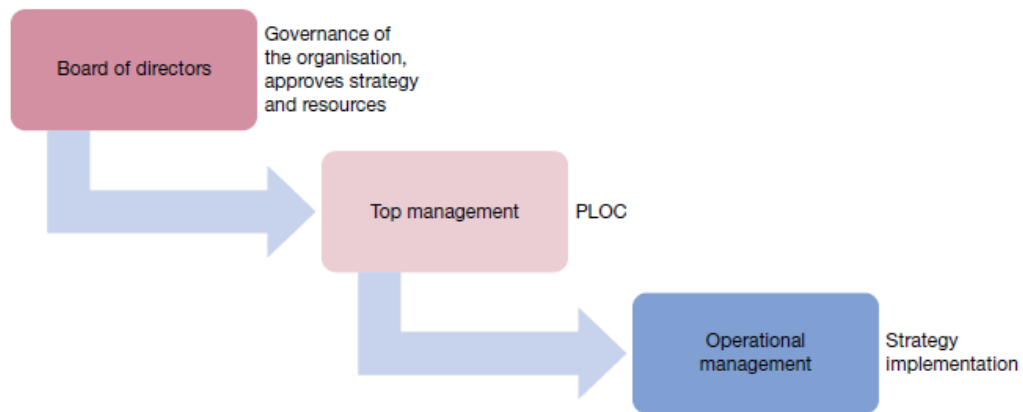 Board of directors
Governance of
the organisation,
approves strategy
and resources
Top management
PLOC
Operational
management
Strategy
implementation